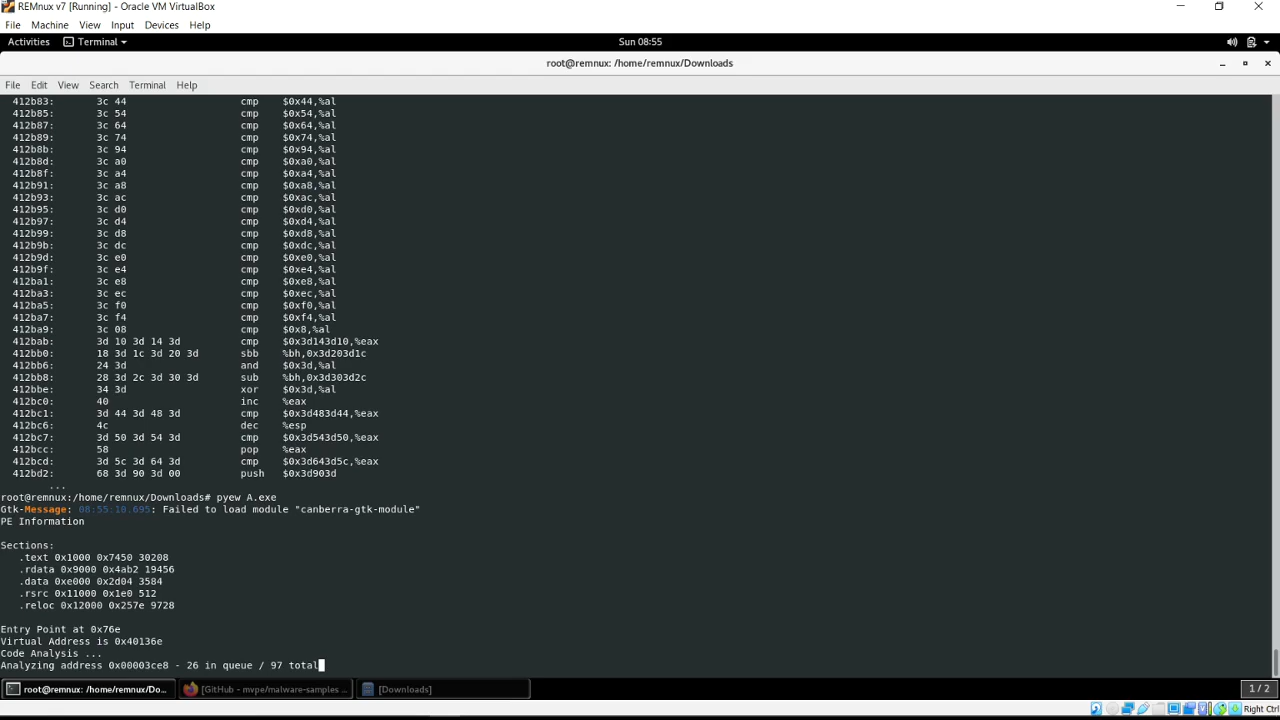 REMnux v7 [Running] - Oracle VM VirtualBox
File Machine View Input Devices Help
Activities Terminal Sun 08:55
root@remnux: /home/remnux/Downloads
File Edit View Search Terminal Help
412b83: 3c 44 cmp $0x44,%al
412b85: 3c 54 cmp $0x54,%al
412b87: 3c 64 cmp $0x64,%al
412b89: 3c 74 cmp $0x74,%al
412b8b: 3c 94 cmp $0x94,%al
412b8d: 3c a0 cmp $0xa0,%al
412b8f: 3c a4 cmp $0xa4,%al
412b91: 3c a8 cmp $0xa8,%al
412b93: 3c ac cmp $0xac,%al
412b95: 3c d0 cmp $0xd0,%al
412b97: 3c d4 cmp $0xd4,%al
412b99: 3c d8 cmp $0xd8,%al
412b9b: 3c dc cmp $0xdc,%al
412b9d: 3c e0 cmp $0xe0,%al
412b9f: 3c e4 cmp $0xe4,%al
412ba1: 3c e8 cmp $0xe8,%al
412ba3: 3c ec cmp $0xec,%al
412ba5: 3c f0 cmp $0xf0,%al
412ba7: 3c f4 cmp $0xf4,%al
412ba9: 3c 08 cmp $0x8,%al
412bab: 3d 10 3d 14 3d cmp $0x3d143d10,%eax
412bb0: 18 3d 1c 3d 20 3d sbb %bh,0x3d203d1c
412bb6: 24 3d and $0x3d,%al
412bb8: 28 3d 2c 3d 30 3d sub %bh,0x3d303d2c
412bbe: 34 3d xor $0x3d,%al
412bc0: 40 inc %eax
412bc1: 3d 44 3d 48 3d cmp $0x3d483d44,%eax
412bc6: 4c dec %esp
412bc7: 3d 50 3d 54 3d cmp $0x3d543d50,%eax
412bcc: 58 pop %eax
412bcd: 3d 5c 3d 64 3d cmp $0x3d643d5c,%eax
412bd2: 68 3d 90 3d 00 push $0x3d903d
...
root@remnux:/home/remnux/Downloads# pyew A.exe
Gtk-Message: 08:55:10.695: Failed to load module "canberra-gtk-module"
PE Information
Sections:
.text 0x1000 0x7450 30208
.rdata 0x9000 0x4ab2 19456
.data 0xe000 0x2d04 3584
.rsrc 0x11000 0x1e0 512
.reloc 0x12000 0x257e 9728
Entry Point at 0x76e
Virtual Address is 0x40136e
Code Analysis ...
Analyzing address 0x00003ce8 - 26 in queue / 97 total
root@remnux: /home/remnux/Do... [GitHub - mvpe/malware-samples ... [Downloads] 1 / 2
Right Ctrl